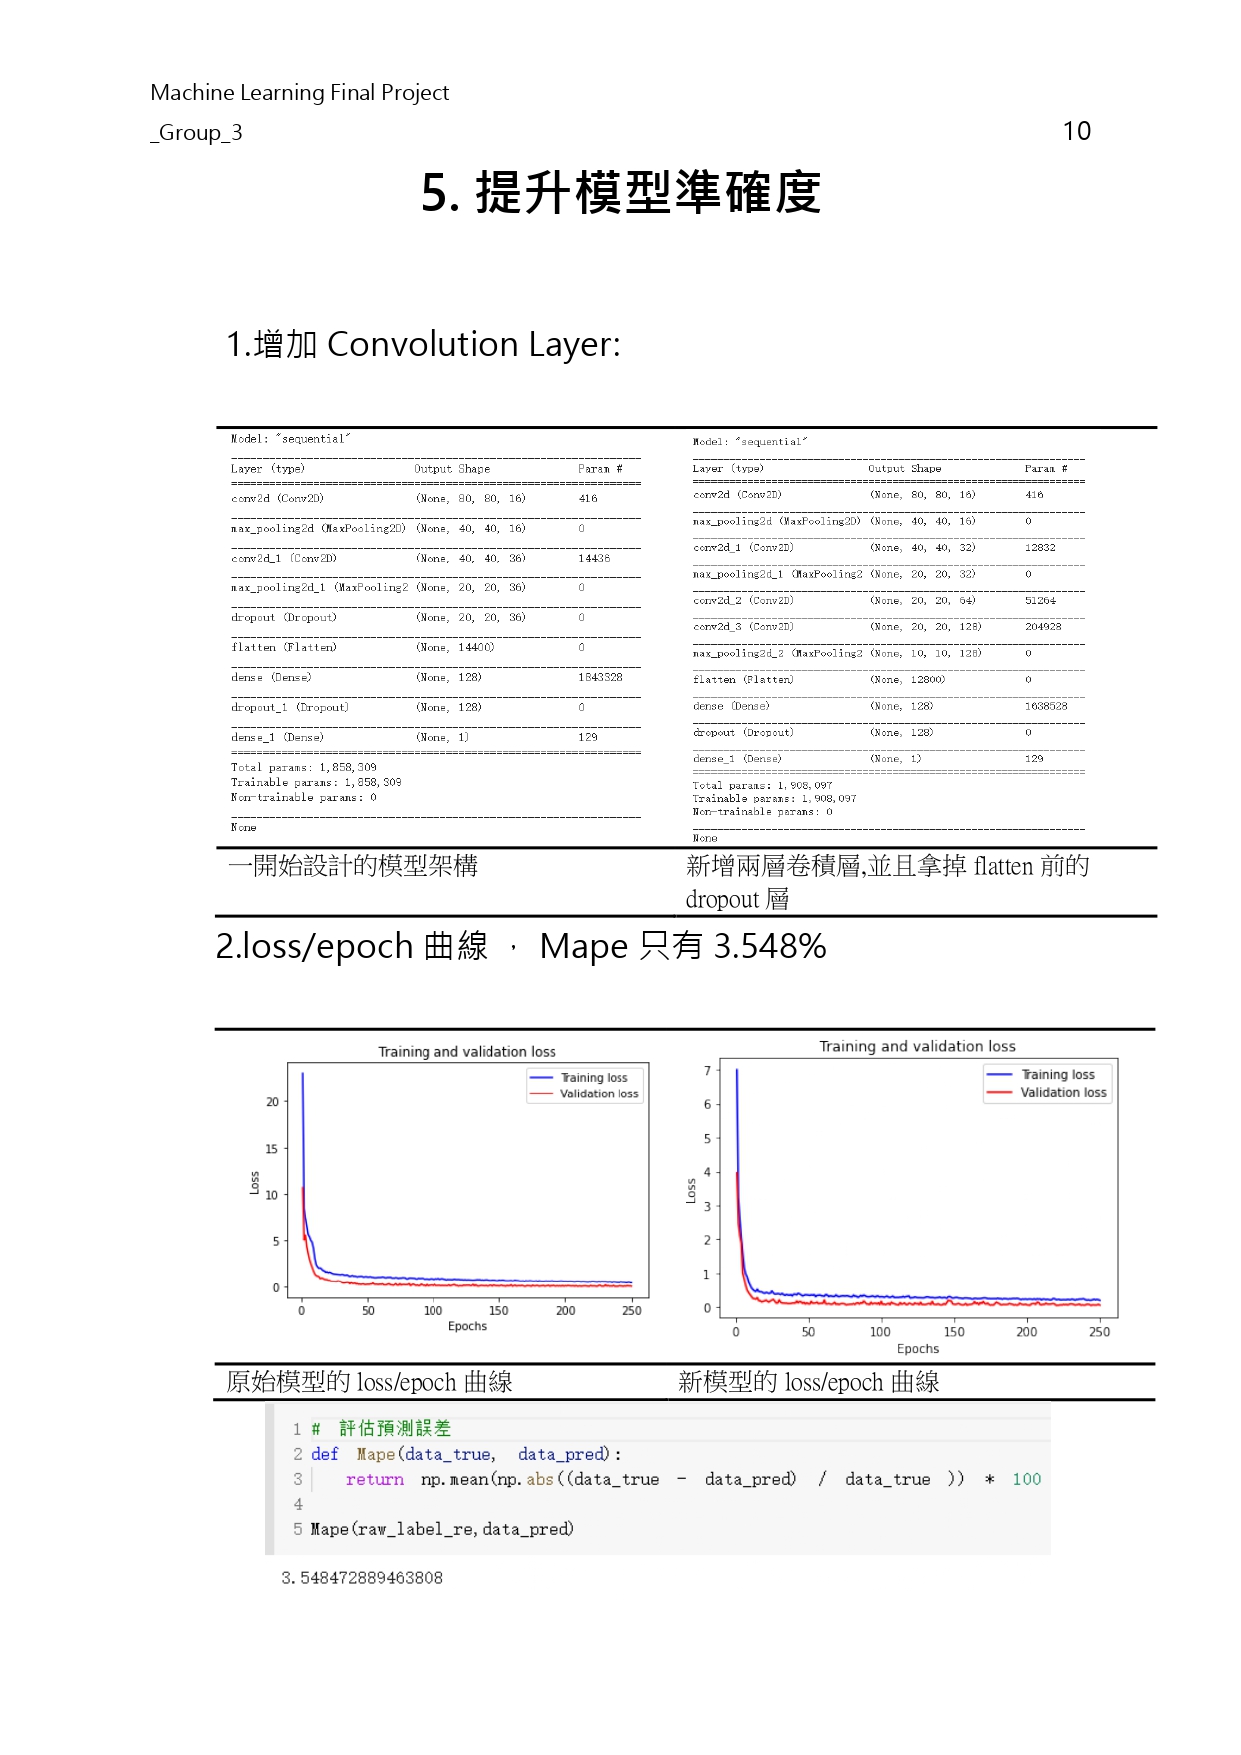 Machine Learning Final Project
_Group_3 10
5. 提升模型準確度
1.增加 Convolution Layer:
Model: "sequential"
Layer (type) Output Shape Param #
conv2d (Conv2D) (None, 80, 80, 16) 416
max_pooling2d (MaxPooling2D) (None, 40, 40, 16) 0
conv2d_1 (Conv2D) (None, 40, 40, 36) 14436
max_pooling2d_1 (MaxPooling2 (None, 20, 20, 36) 0
dropout (Dropout) (None, 20, 20, 36) 0
flatten (Flatten) (None, 14400) 0
dense (Dense) (None, 128) 1843328
dropout_1 (Dropout) (None, 128) 0
dense_1 (Dense) (None, 1) 129
Total params: 1,858,309
Trainable params: 1,858,309
Non-trainable params: 0
None
Model: "sequential"
Layer (type) Output Shape Param #
conv2d (Conv2D) (None, 80, 80, 16) 416
max_pooling2d (MaxPooling2D) (None, 40, 40, 16) 0
conv2d_1 (Conv2D) (None, 40, 40, 32) 12832
max_pooling2d_1 (MaxPooling2 (None, 20, 20, 32) 0
conv2d_2 (Conv2D) (None, 20, 20, 64) 51264
conv2d_3 (Conv2D) (None, 20, 20, 128) 204928
max_pooling2d_2 (MaxPooling2 (None, 10, 10, 128) 0
flatten (Flatten) (None, 12800) 0
dense (Dense) (None, 128) 1638528
dropout (Dropout) (None, 128) 0
dense_1 (Dense) (None, 1) 129
Total params: 1,908,097
Trainable params: 1,908,097
Non-trainable params: 0
None
一開始設計的模型架構
新增兩層卷積層,並且拿掉 flatten 前的
dropout 層
2.loss/epoch 曲線 ， Mape 只有 3.548%
Training and validation loss
Training loss
Validation loss
20
15
10
5
0
Loss
0 50 100 150 200 250
Epochs
Training and validation loss
Training loss
Validation loss
7
6
5
4
3
2
1
0
Loss
0 50 100 150 200 250
Epochs
原始模型的 loss/epoch 曲線
新模型的 loss/epoch 曲線
1 # 評估預測誤差
2 def Mape(data_true, data_pred):
3 return np.mean(np.abs((data_true - data_pred) / data_true )) * 100
4
5 Mape(raw_label_re,data_pred)
3.548472889463808